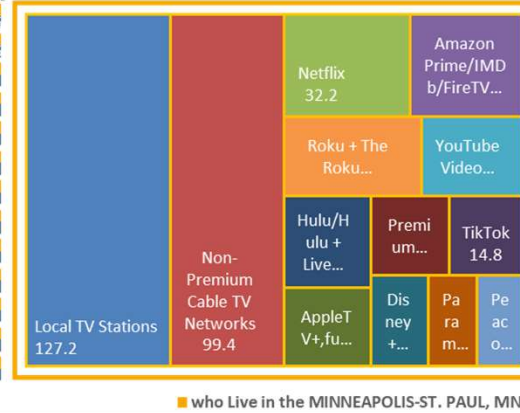 Local TV Stations
127.2
Non-
Premium
Cable TV
Networks
99.4
Netflix
32.2
Amazon
Prime/IMD
b/FireTV...
Roku + The
Roku...
YouTube
Video...
Hulu/H
ulu +
Live...
Premi
um...
TikTok
14.8
AppleT
V+,fu...
Dis
ney
+...
Pa
ra
m...
Pe
ac
o...
who Live in the MINNEAPOLIS-ST. PAUL, MN